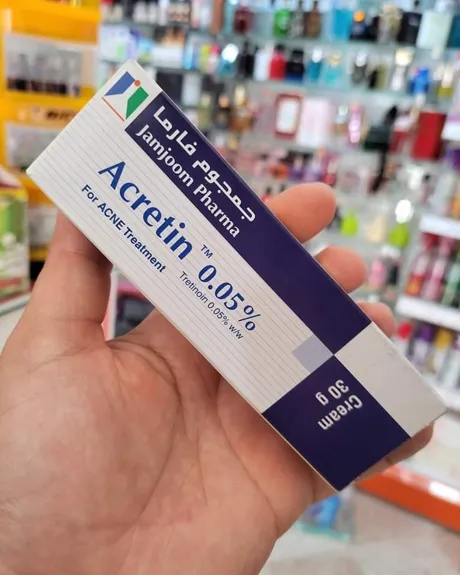 جمجوم فارما
Jamjoom Pharma
Acretin™ 0.05%
Tretinoin 0.05% w/w
For ACNE Treatment
Cream
30 g